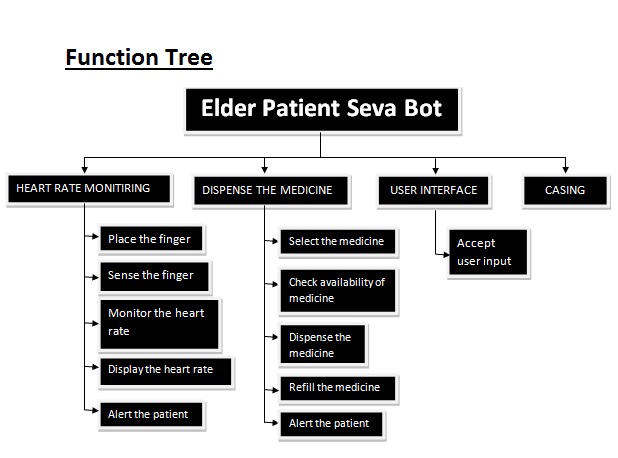 Function Tree
Elder Patient Seva Bot
HEART RATE MONITIRING
DISPENSE THE MEDICINE
USER INTERFACE
CASING
Place the finger
Sense the finger
Monitor the heart
rate
Display the heart rate
Alert the patient
Select the medicine
Check availability of
medicine
Dispense the
medicine
Refill the medicine
Alert the patient
Accept
user input